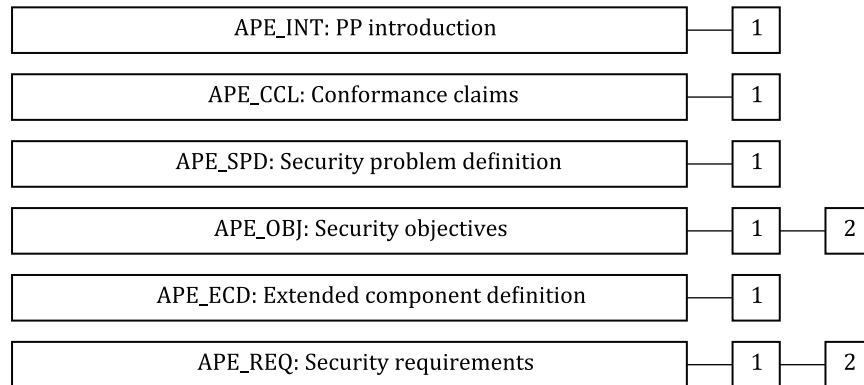 APE_INT: PP introduction 1
APE_CCL: Conformance claims 1
APE_SPD: Security problem definition 1
APE_OBJ: Security objectives 1 2
APE_ECD: Extended component definition 1
APE_REQ: Security requirements 1 2